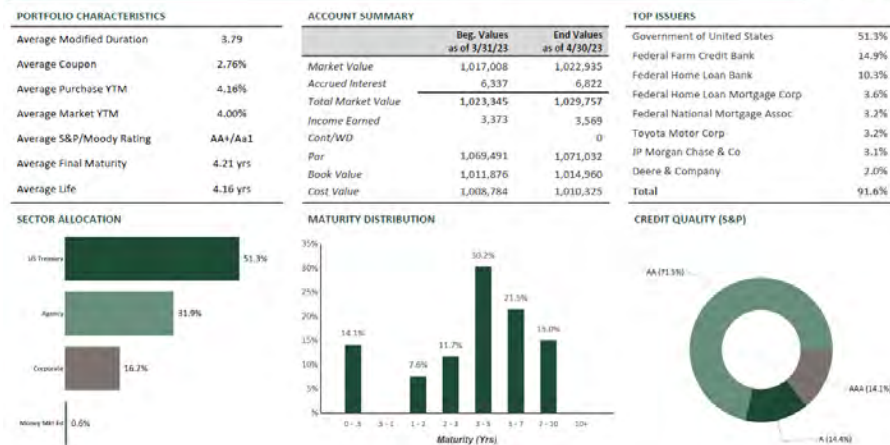 PORTFOLIO CHARACTERISTICS
Average Modified Duration 3.79
Average Coupon 2.76%
Average Purchase YTM 4.16%
Average Market YTM 4.00%
Average S&P/Moody Rating AA+/Aa1
Average Final Maturity 4.21 yrs
Average Life 4.16 yrs
ACCOUNT SUMMARY
Beg. Values as of 3/31/23 End Values as of 4/30/23
Market Value 1,017,008 1,022,935
Accrued Interest 6,337 6,822
Total Market Value 1,023,345 1,029,757
Income Earned 3,373 3,569
Cont/WD 0
Par 1,069,491 1,071,032
Book Value 1,011,876 1,014,960
Cost Value 1,008,784 1,010,325
TOP ISSUERS
Government of United States 51.3%
Federal Farm Credit Bank 14.9%
Federal Home Loan Bank 10.3%
Federal Home Loan Mortgage Corp 3.6%
Federal National Mortgage Assoc 3.2%
Toyota Motor Corp 3.2%
JP Morgan Chase & Co 3.1%
Deere & Company 2.0%
Total 91.6%
SECTOR ALLOCATION
US Treasury 51.3%
Agency 31.9%
Corporate 16.2%
Money Mkt Fd 0.6%
MATURITY DISTRIBUTION
35%
30%
25%
20%
15%
10%
5%
%
14.1% 7.6% 11.7% 30.2% 21.5% 15.0%
0 - .5 .5 - 1 1 - 2 2 - 3 3 - 5 5 - 7 7 - 10 10+
Maturity (Yrs)
CREDIT QUALITY (S&P)
AA (71.5%)
AAA (14.1%)
A (14.4%)